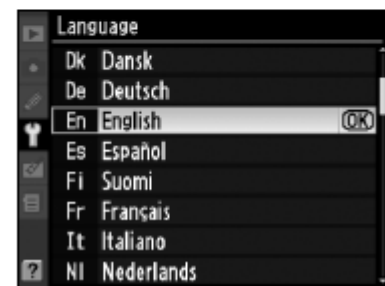 Language
Dk Dansk
De Deutsch
En English OK
Es Español
Fi Suomi
Fr Français
It Italiano
Nl Nederlands
?